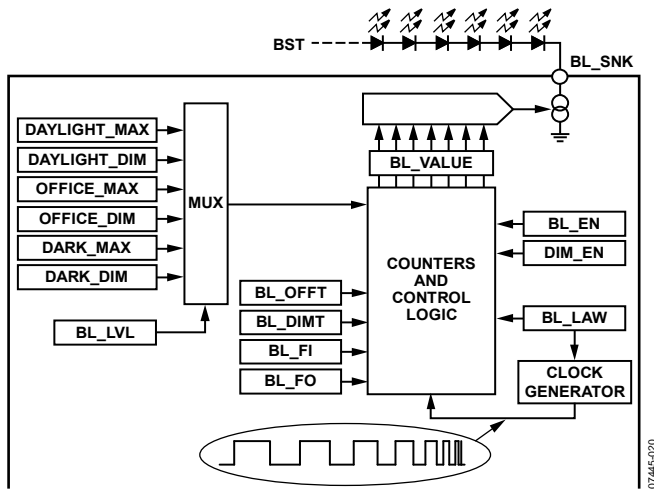 BST
BL_SNK
DAYLIGHT_MAX
DAYLIGHT_DIM
OFFICE_MAX
OFFICE_DIM
DARK_MAX
DARK_DIM
MUX
BL_LVL
BL_VALUE
BL_OFFT
BL_DIMT
BL_FI
BL_FO
COUNTERS
AND
CONTROL
LOGIC
BL_EN
DIM_EN
BL_LAW
CLOCK
GENERATOR
07445-020